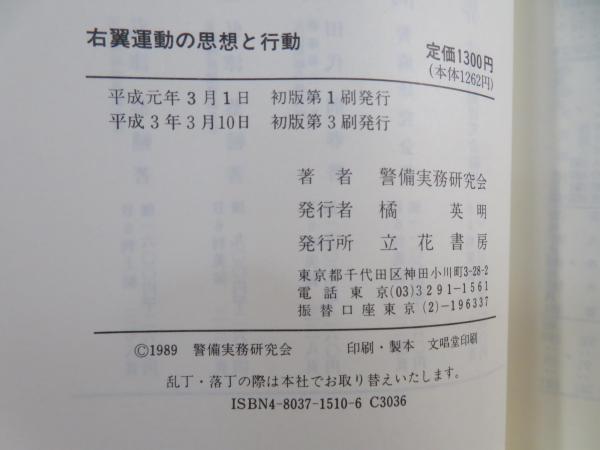 右翼運動の思想と行動
定価1300円
(本体1262円)
平成元年3月1日 初版第1刷発行
平成3年3月10日 初版第3刷発行
著者 警備実務研究会
発行者 橘 英明
発行所 立花書房
東京都千代田区神田小川町3-28-2
電話東京(03)3291-1561
振替口座東京(2)-196337
©1989 警備実務研究会 印刷・製本 文唱堂印刷
乱丁・落丁の際は本社でお取り替えいたします。
ISBN4-8037-1510-6 C3036